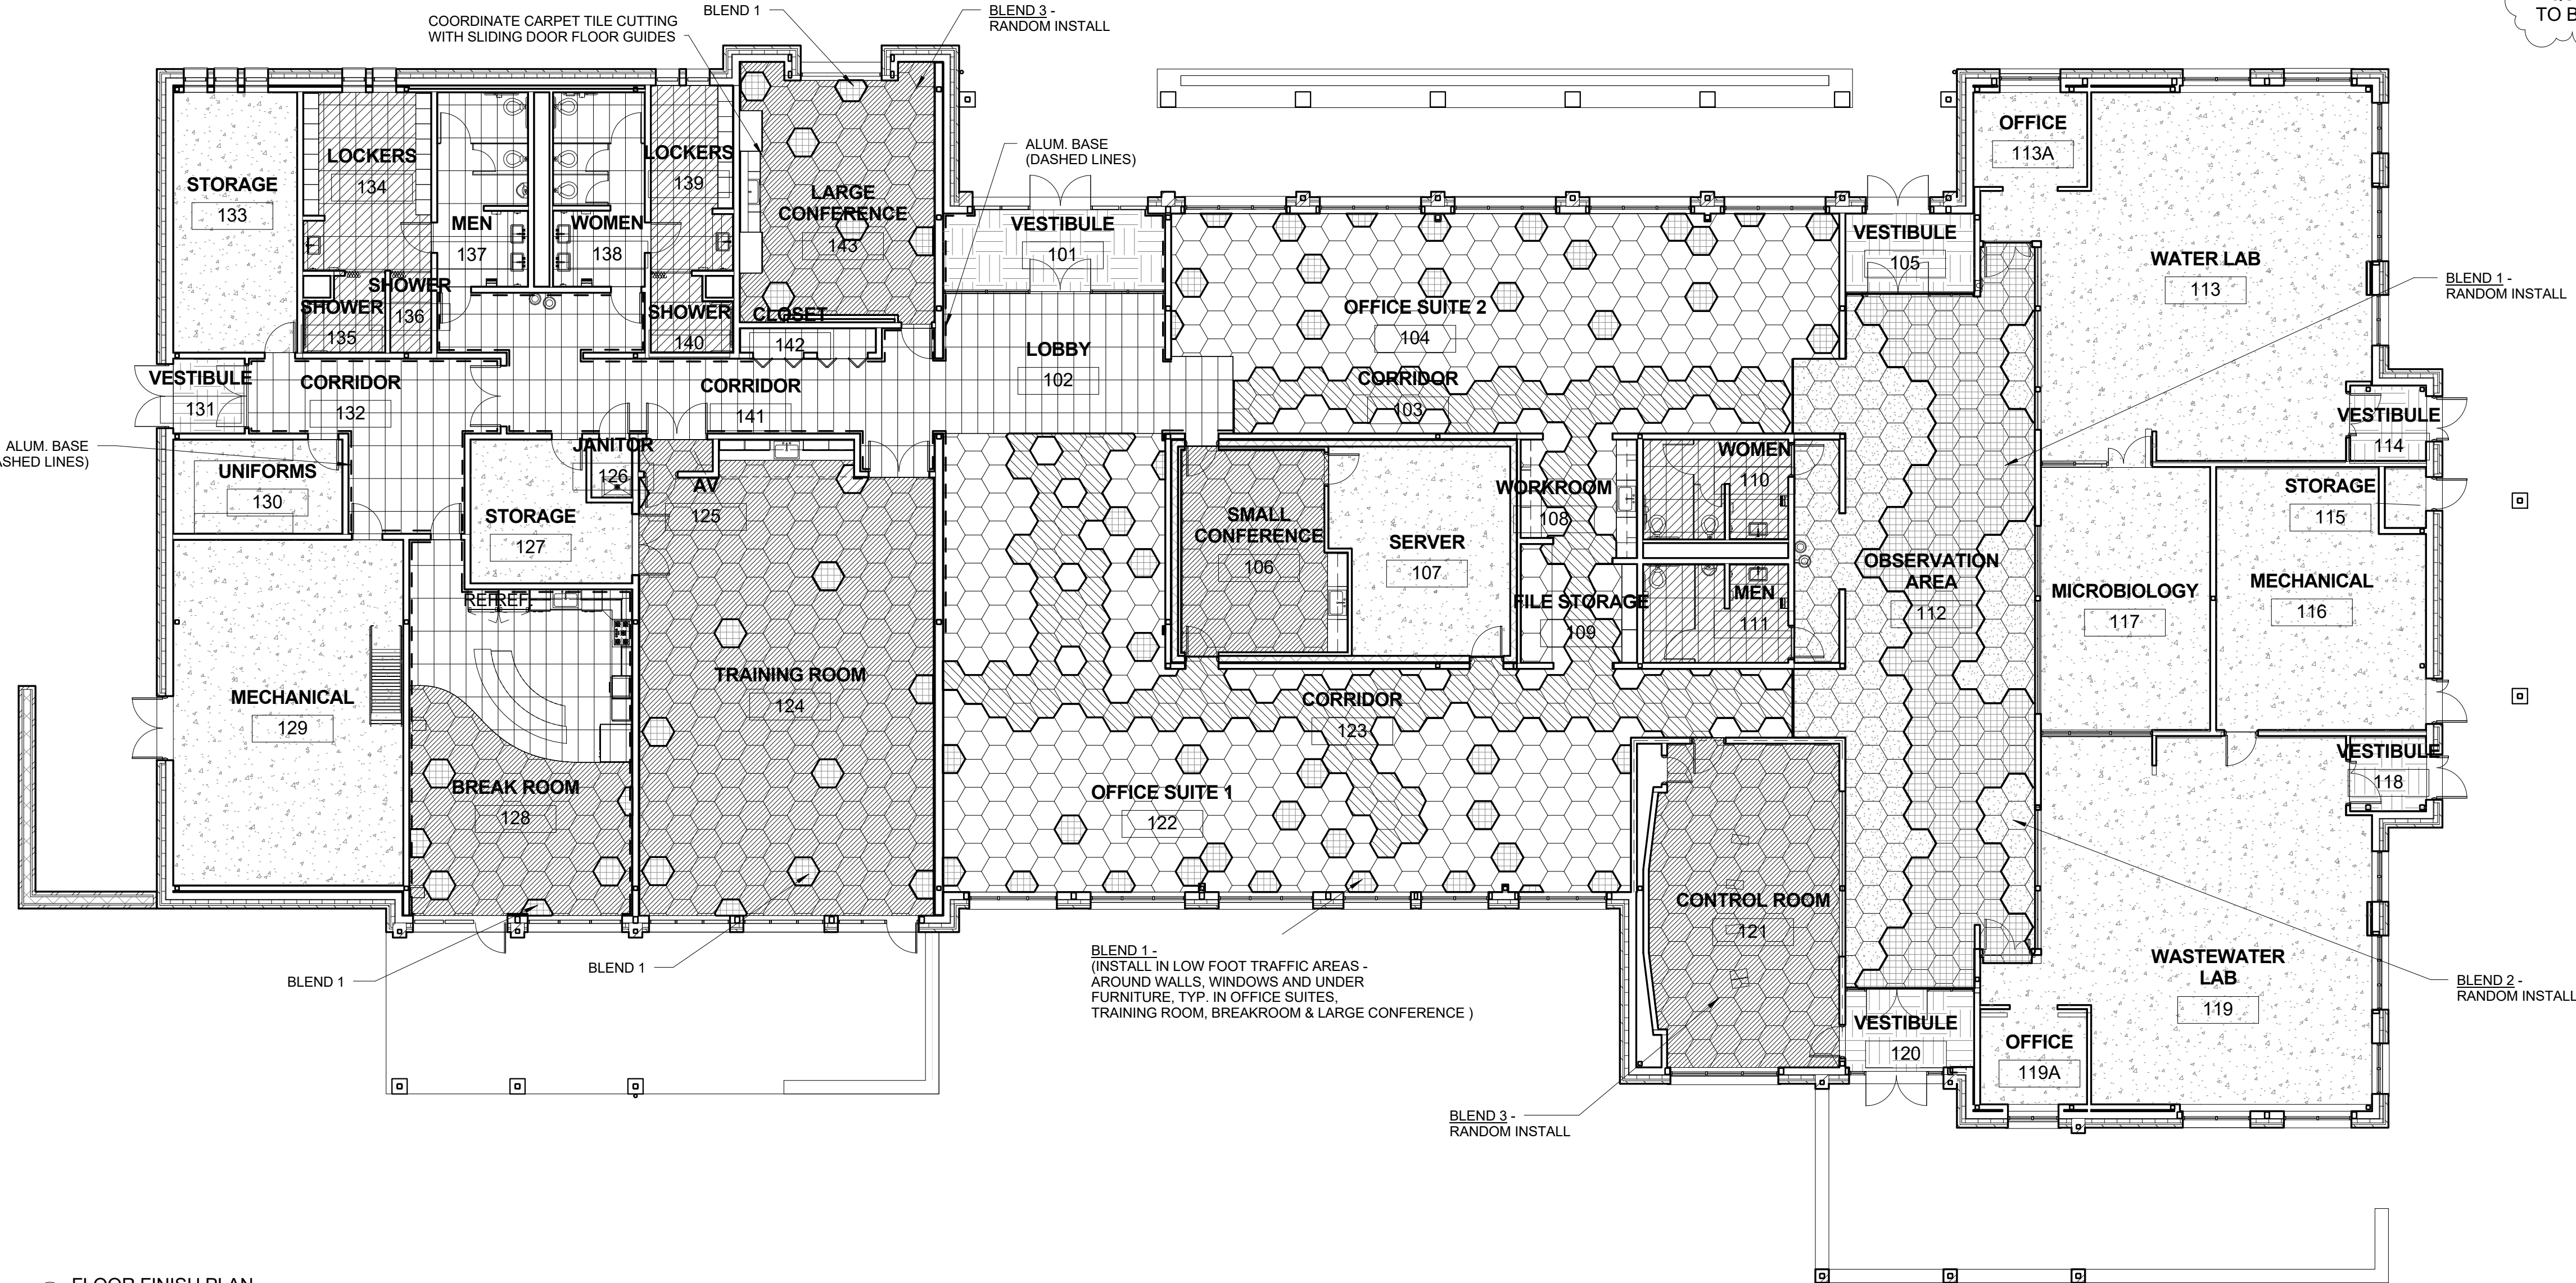 BLEND 1
BLEND 3 -
RANDOM INSTALL
COORDINATE CARPET TILE CUTTING
WITH SLIDING DOOR FLOOR GUIDES
TO B
ALUM. BASE
(DASHED LINES)
STORAGE
133
LOCKERS
134
MEN
137
WOMEN
138
LOCKERS
139
LARGE
CONFERENCE
143
VESTIBULE
101
OFFICE
113A
VESTIBULE
105
WATER LAB
113
BLEND 1 -
RANDOM INSTALL
SHOWER
135
SHOWER
136
SHOWER
140
CLOSET
142
LOBBY
102
OFFICE SUITE 2
104
VESTIBULE
131
CORRIDOR
132
CORRIDOR
141
CORRIDOR
103
VESTIBULE
114
ALUM. BASE
ASHED LINES)
UNIFORMS
130
STORAGE
127
JANITOR
126
AV
125
SMALL
CONFERENCE
106
SERVER
107
WORKROOM
108
WOMEN
110
STORAGE
115
OBSERVATION
AREA
112
MICROBIOLOGY
117
MECHANICAL
116
REF.
REF.
FILE STORAGE
109
MEN
111
MECHANICAL
129
TRAINING ROOM
124
CORRIDOR
123
VESTIBULE
118
BREAK ROOM
128
OFFICE SUITE 1
122
CONTROL ROOM
121
WASTEWATER
LAB
119
BLEND 1
BLEND 1
BLEND 1 -
(INSTALL IN LOW FOOT TRAFFIC AREAS -
AROUND WALLS, WINDOWS AND UNDER
FURNITURE, TYP. IN OFFICE SUITES,
TRAINING ROOM, BREAKROOM & LARGE CONFERENCE )
BLEND 2 -
RANDOM INSTALL
VESTIBULE
120
OFFICE
119A
BLEND 3 -
RANDOM INSTALL
FLOOR FINISH PLAN